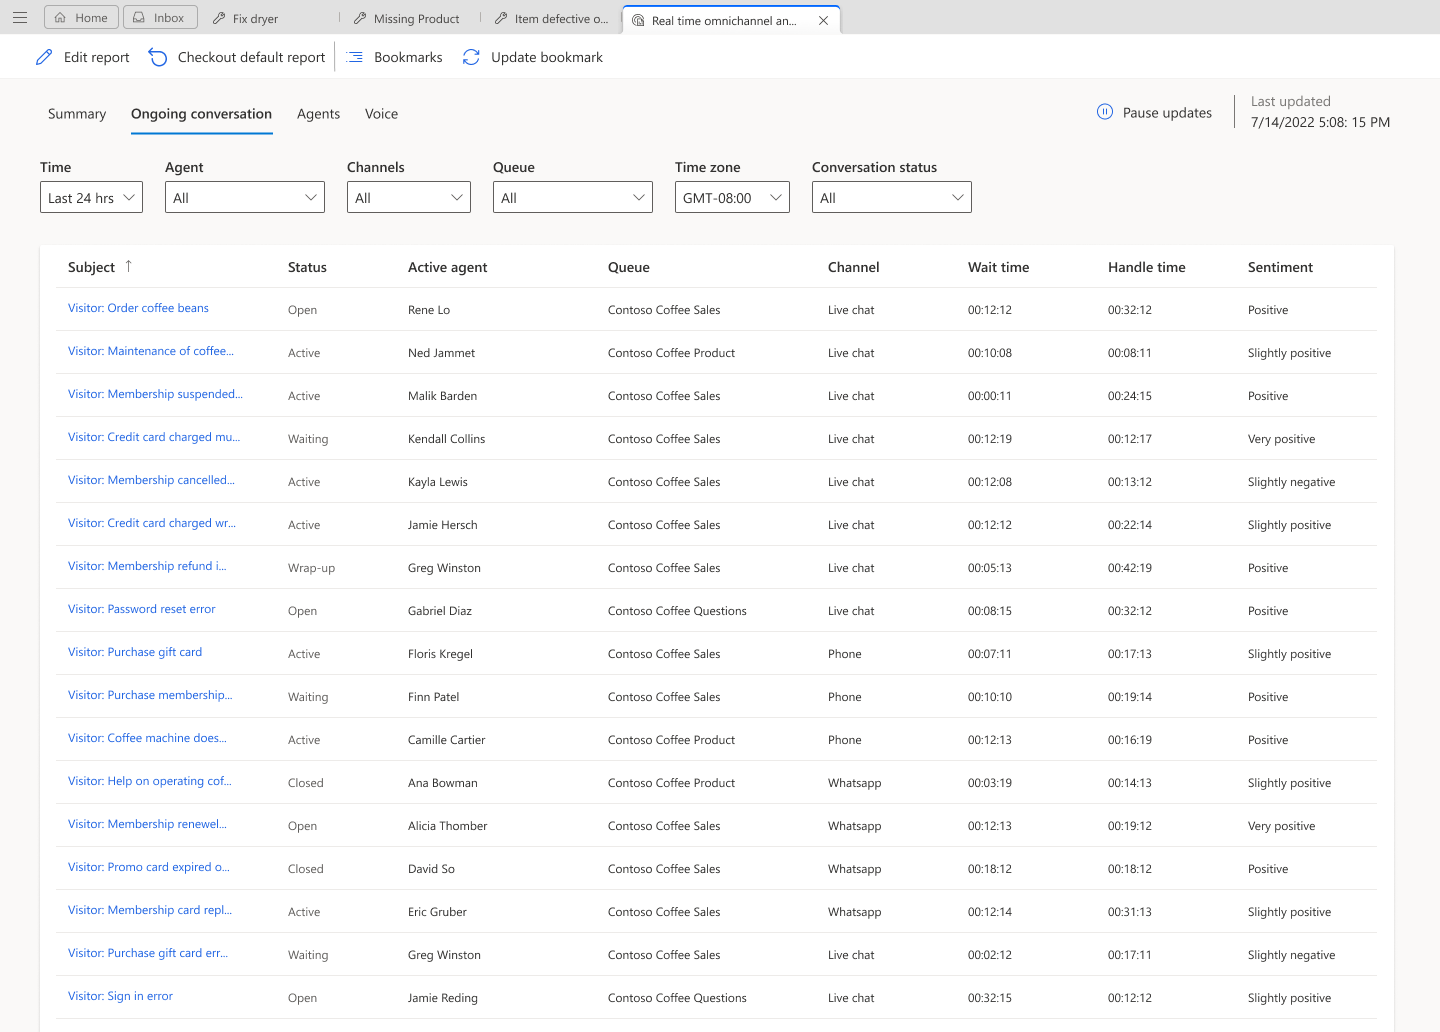 Home Inbox Fix dryer Missing Product Item defective o... Real time omnichannel an...
Edit report Checkout default report Bookmarks Update bookmark
Summary Ongoing conversation Agents Voice Pause updates Last updated
7/14/2022 5:08: 15 PM
Time Agent Channels Queue Time zone Conversation status
Last 24 hrs All All All GMT-08:00 All
Subject Status Active agent Queue Channel Wait time Handle time Sentiment
Visitor: Order coffee beans Open Rene Lo Contoso Coffee Sales Live chat 00:12:12 00:32:12 Positive
Visitor: Maintenance of coffee... Active Ned Jammet Contoso Coffee Product Live chat 00:10:08 00:08:11 Slightly positive
Visitor: Membership suspended... Active Malik Barden Contoso Coffee Sales Live chat 00:00:11 00:24:15 Positive
Visitor: Credit card charged mu... Waiting Kendall Collins Contoso Coffee Sales Live chat 00:12:19 00:12:17 Very positive
Visitor: Membership cancelled... Active Kayla Lewis Contoso Coffee Sales Live chat 00:12:08 00:13:12 Slightly negative
Visitor: Credit card charged wr... Active Jamie Hersch Contoso Coffee Sales Live chat 00:12:12 00:22:14 Slightly positive
Visitor: Membership refund i... Wrap-up Greg Winston Contoso Coffee Sales Live chat 00:05:13 00:42:19 Positive
Visitor: Password reset error Open Gabriel Diaz Contoso Coffee Questions Live chat 00:08:15 00:32:12 Positive
Visitor: Purchase gift card Active Floris Kregel Contoso Coffee Sales Phone 00:07:11 00:17:13 Slightly positive
Visitor: Purchase membership... Waiting Finn Patel Contoso Coffee Sales Phone 00:10:10 00:19:14 Positive
Visitor: Coffee machine does... Active Camille Cartier Contoso Coffee Product Phone 00:12:13 00:16:19 Positive
Visitor: Help on operating cof... Closed Ana Bowman Contoso Coffee Product Whatsapp 00:03:19 00:14:13 Slightly positive
Visitor: Membership renewel... Open Alicia Thomber Contoso Coffee Sales Whatsapp 00:12:13 00:19:12 Very positive
Visitor: Promo card expired o... Closed David So Contoso Coffee Sales Whatsapp 00:18:12 00:18:12 Positive
Visitor: Membership card repl... Active Eric Gruber Contoso Coffee Sales Whatsapp 00:12:14 00:31:13 Slightly positive
Visitor: Purchase gift card err... Waiting Greg Winston Contoso Coffee Sales Live chat 00:02:12 00:17:11 Slightly negative
Visitor: Sign in error Open Jamie Reding Contoso Coffee Questions Live chat 00:32:15 00:12:12 Slightly positive